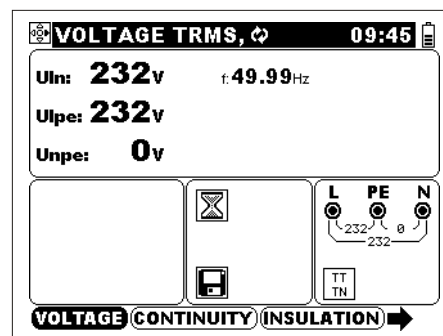 VOLTAGE TRMS, 09:45
Uln: 232v f: 49.99Hz
Ulpe: 232v
Unpe: 0v
L PE N
232 0
232
TT
TN
VOLTAGE CONTINUITY INSULATION